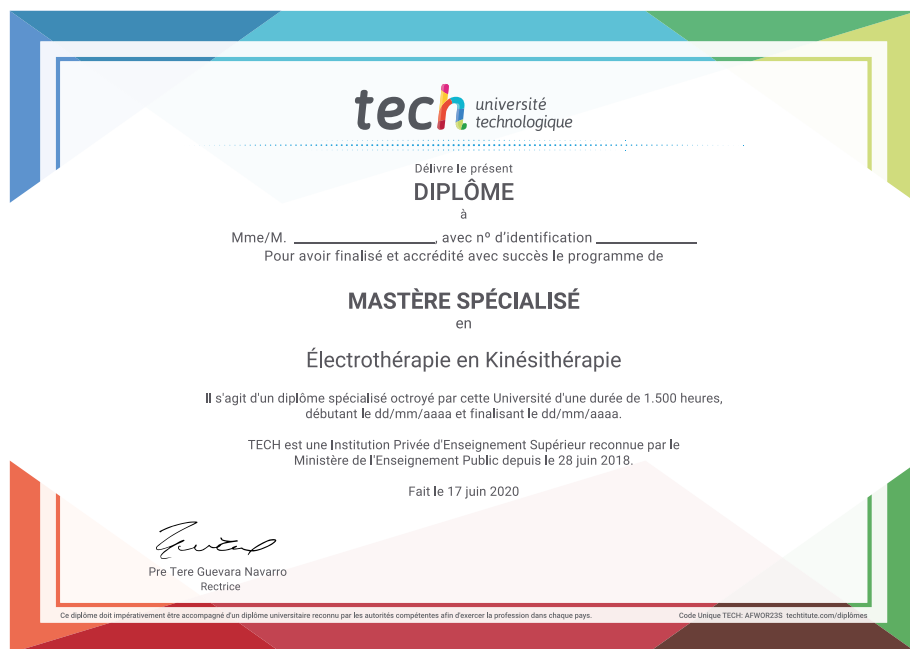 tech université
technologique
Délivre le présent
DIPLÔME
à
Mme/M. ____________, avec nº d'identification ____________
Pour avoir finalisé et accrédité avec succès le programme de
MASTÈRE SPÉCIALISÉ
en
Électrothérapie en Kinésithérapie
Il s'agit d'un diplôme spécialisé octroyé par cette Université d'une durée de 1.500 heures,
débutant le dd/mm/aaaa et finalisant le dd/mm/aaaa.
TECH est une Institution Privée d'Enseignement Supérieur reconnue par le
Ministère de l'Enseignement Public depuis le 28 juin 2018.
Fait le 17 juin 2020
Pre Tere Guevara Navarro
Rectrice
Ce diplôme doit impérativement être accompagné d'un diplôme universitaire reconnu par les autorités compétentes afin d'exercer la profession dans chaque pays.
Code Unique TECH: AFWOR23S techtitute.com/diplômes